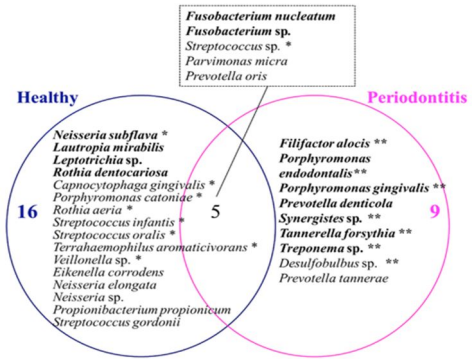 Fusobacterium nucleatum
Fusobacterium sp.
Streptococcus sp. *
Parvimonas micra
Prevotella oris
Healthy
Periodontitis
Neisseria subflava *
Lautropia mirabilis
Leptotrichia sp.
Rothia dentocariosa
Capnocytophaga gingivalis *
Porphyromonas catoniae *
Rothia aeria *
Streptococcus infantis *
Streptococcus oralis *
Terrahaemophilus aromaticivorans *
Veillonella sp. *
Eikenella corrodens
Neisseria elongata
Neisseria sp.
Propionibacterium propionicum
Streptococcus gordonii
16
5
Filifactor alocis **
Porphyromonas
endodontalis **
Porphyromonas gingivalis **
Prevotella denticola
Synergistes sp. **
Tannerella forsythia **
Treponema sp. **
Desulfobulbus sp. **
Prevotella tannerae
9